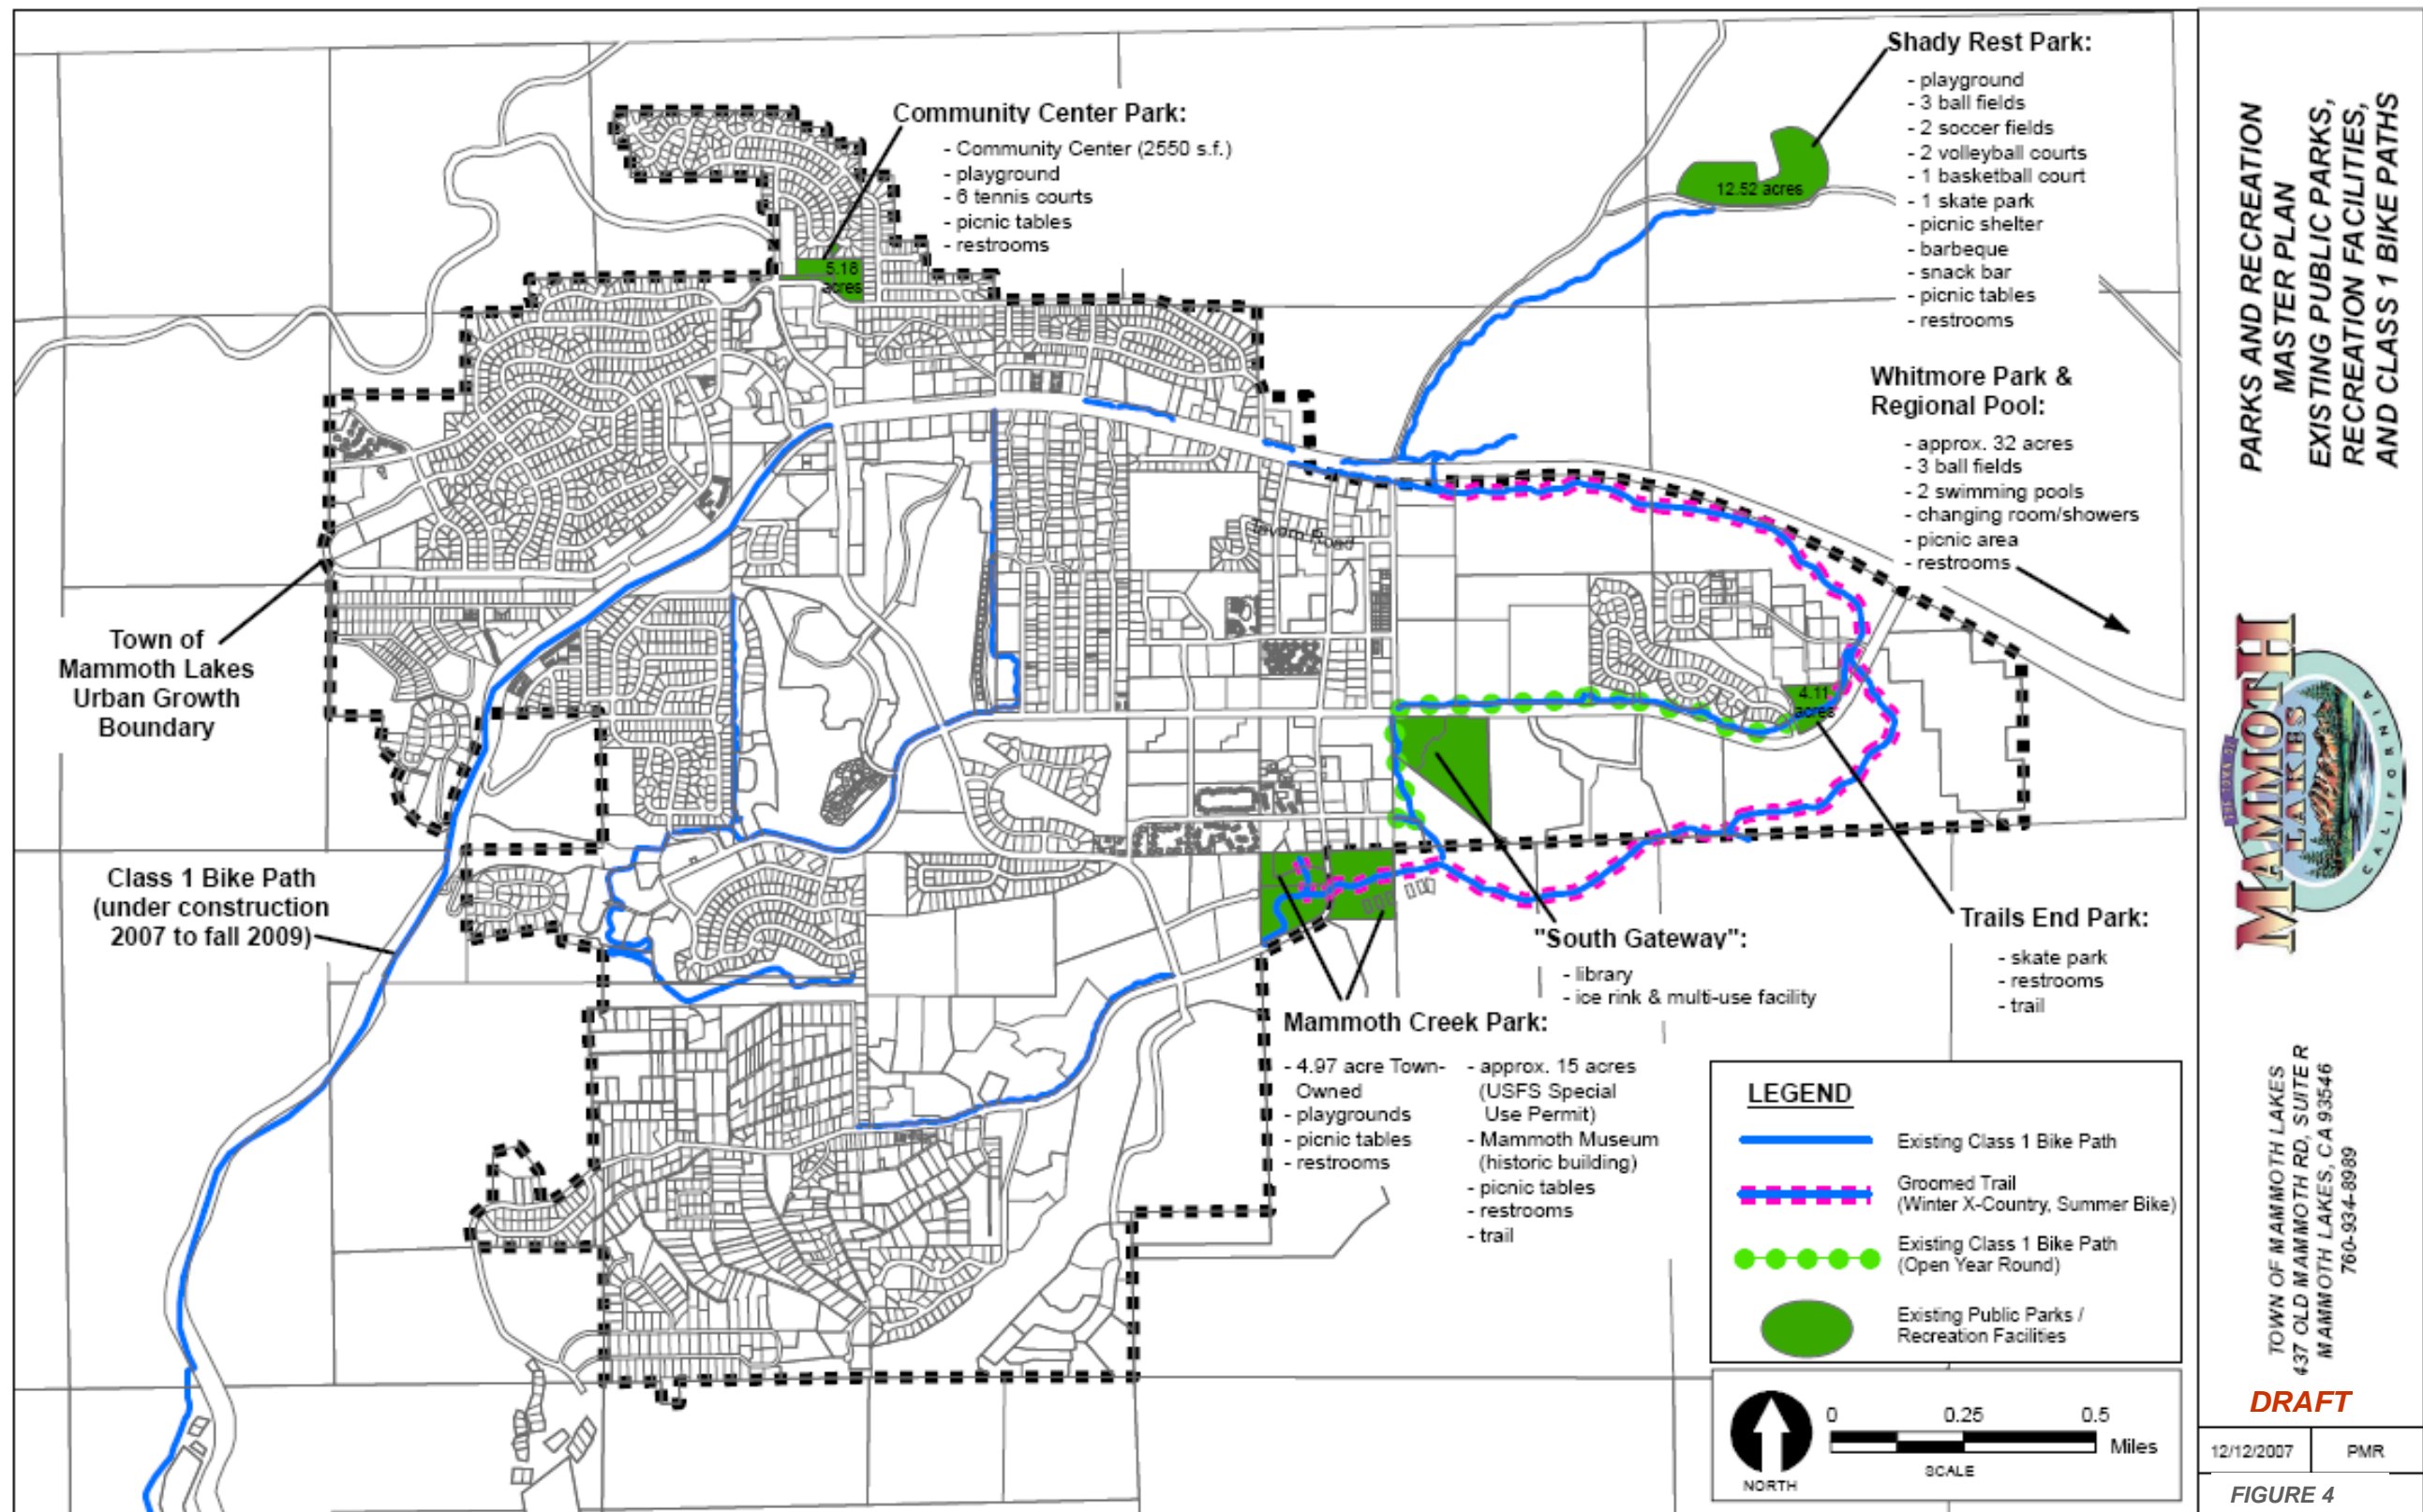 Shady Rest Park:
- playground
- 3 ball fields
- 2 soccer fields
- 2 volleyball courts
- 1 basketball court
- 1 skate park
- picnic shelter
- barbeque
- snack bar
- picnic tables
- restrooms
12.52 acres
Community Center Park:
- Community Center (2550 s.f.)
- playground
- 6 tennis courts
- picnic tables
- restrooms
5.18
acres
Whitmore Park &
Regional Pool:
- approx. 32 acres
- 3 ball fields
- 2 swimming pools
- changing room/showers
- picnic area
- restrooms
Tavern Road
Town of
Mammoth Lakes
Urban Growth
Boundary
4.11
acres
Class 1 Bike Path
(under construction
2007 to fall 2009)
Trails End Park:
- skate park
- restrooms
- trail
"South Gateway":
- library
- ice rink & multi-use facility
Mammoth Creek Park:
- 4.97 acre Town-
Owned
- playgrounds
- picnic tables
- restrooms
- approx. 15 acres
(USFS Special
Use Permit)
- Mammoth Museum
(historic building)
- picnic tables
- restrooms
- trail
LEGEND
Existing Class 1 Bike Path
Groomed Trail
(Winter X-Country, Summer Bike)
Existing Class 1 Bike Path
(Open Year Round)
Existing Public Parks /
Recreation Facilities
NORTH
0 0.25 0.5
Miles
SCALE
PARKS AND RECREATION
MASTER PLAN
EXISTING PUBLIC PARKS,
RECREATION FACILITIES,
AND CLASS 1 BIKE PATHS
THE TOWN OF
MAMMOTH
LAKES
CALIFORNIA
TOWN OF MAMMOTH LAKES
437 OLD MAMMOTH RD, SUITE R
MAMMOTH LAKES, CA 93546
760-934-8989
DRAFT
12/12/2007 PMR
FIGURE 4